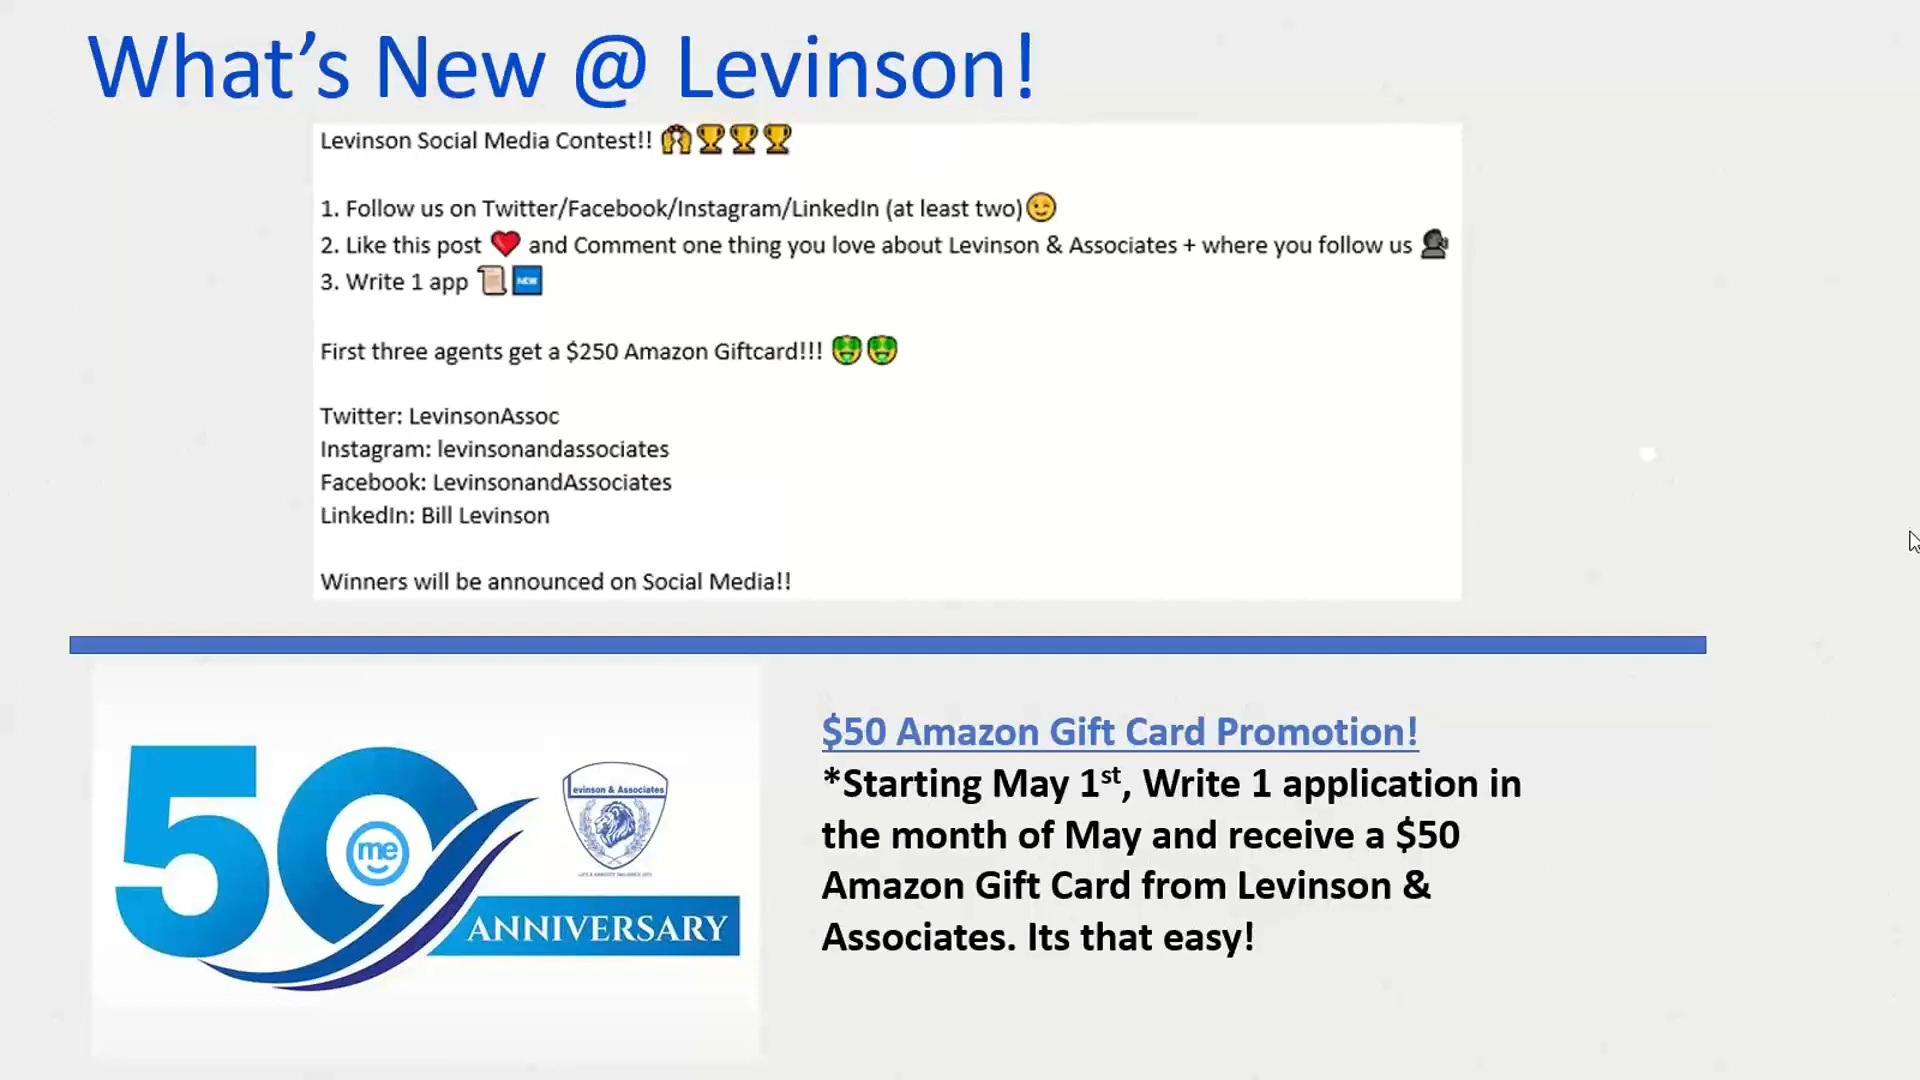 What’s New @ Levinson!
Levinson Social Media Contest!! 🙌🏆🏆🏆
1. Follow us on Twitter/Facebook/Instagram/LinkedIn (at least two)😉
2. Like this post ❤️ and Comment one thing you love about Levinson & Associates + where you follow us 🗣
3. Write 1 app 📜🆕
First three agents get a $250 Amazon Giftcard!!! 🤑🤑
Twitter: LevinsonAssoc
Instagram: levinsonandassociates
Facebook: LevinsonandAssociates
LinkedIn: Bill Levinson
Winners will be announced on Social Media!!
50
me
Levinson & Associates
ANNIVERSARY
$50 Amazon Gift Card Promotion!
*Starting May 1st, Write 1 application in
the month of May and receive a $50
Amazon Gift Card from Levinson &
Associates. Its that easy!